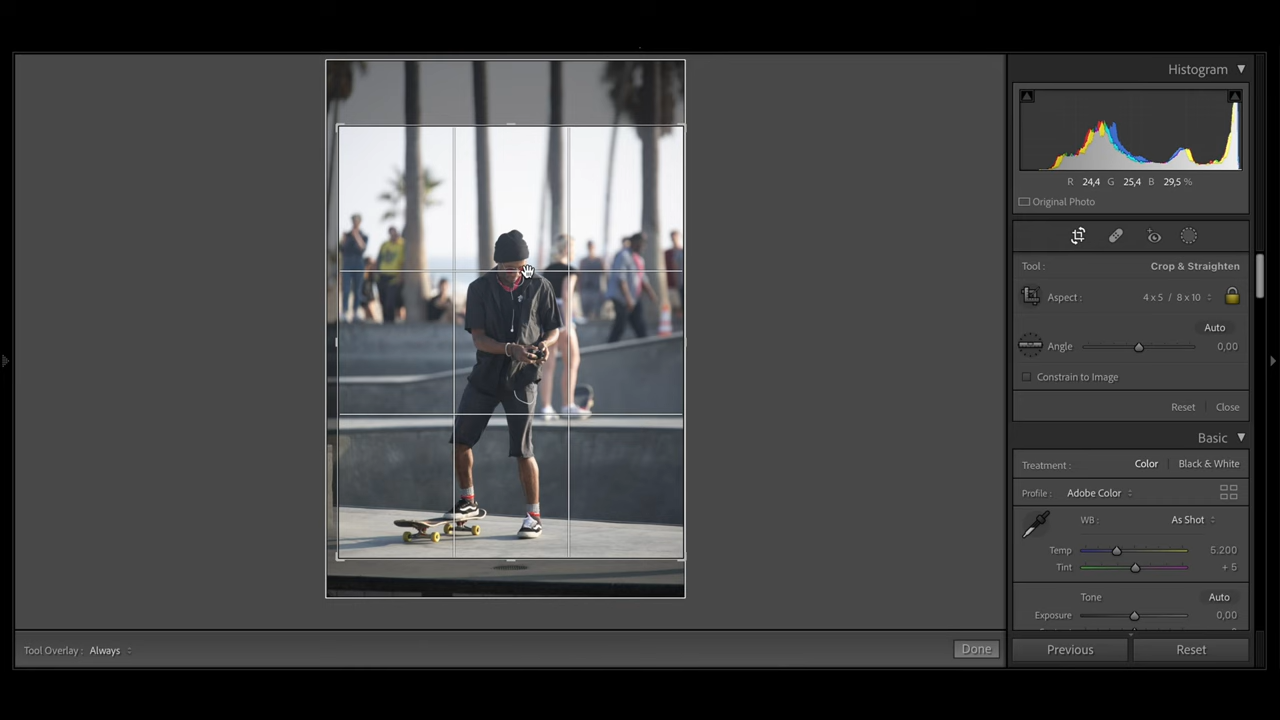 Histogram
R 24,4 G 25,4 B 29,5 %
Original Photo
Tool : Crop & Straighten
Aspect : 4 x 5 / 8 x 10
Auto
Angle 0,00
Constrain to Image
Reset Close
Basic
Treatment : Color Black & White
Profile : Adobe Color
WB : As Shot
Temp 5.200
Tint + 5
Tone Auto
Exposure 0,00
Tool Overlay : Always Done Previous Reset